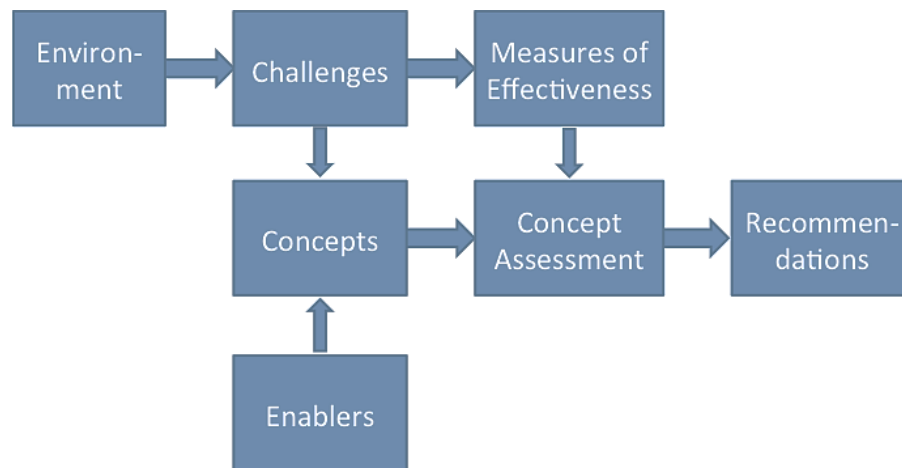 Environ-
ment
Challenges
Measures of
Effectiveness
Concepts
Concept
Assessment
Recommen-
dations
Enablers